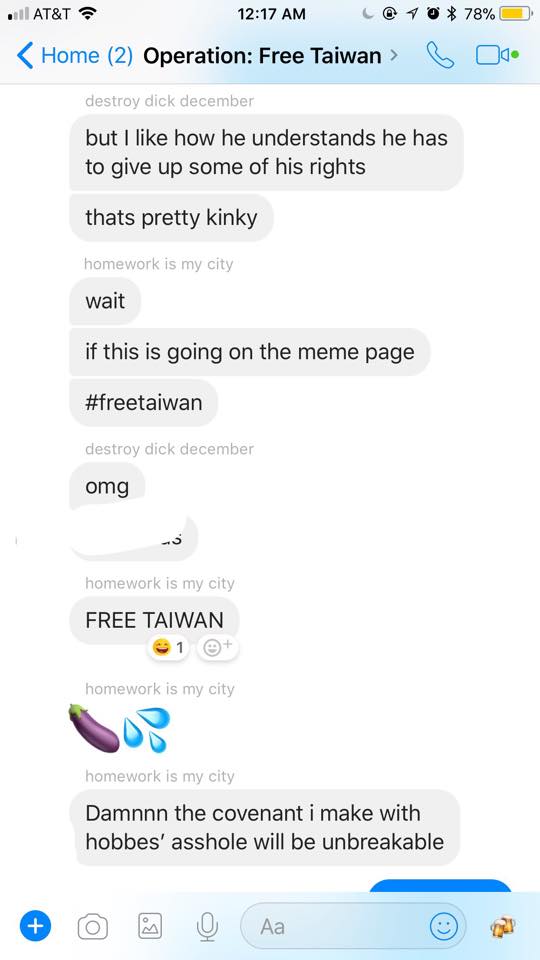 AT&T 12:17 AM 78%
Home (2) Operation: Free Taiwan
destroy dick december
but I like how he understands he has
to give up some of his rights
thats pretty kinky
homework is my city
wait
if this is going on the meme page
#freetaiwan
destroy dick december
omg
homework is my city
FREE TAIWAN
1
homework is my city
homework is my city
Damnnn the covenant i make with
hobbes’ asshole will be unbreakable
Aa